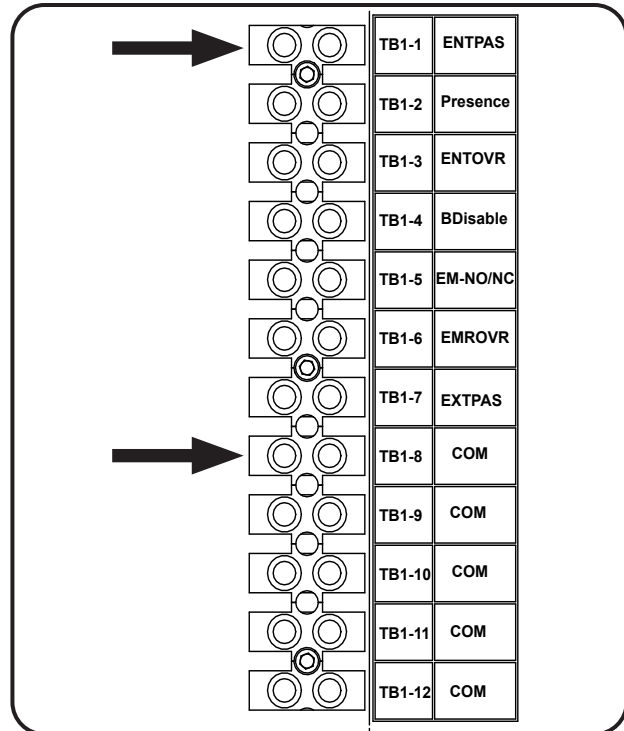 TB1-1 ENTPAS
TB1-2 Presence
TB1-3 ENTOVR
TB1-4 BDisable
TB1-5 EM-NO/NC
TB1-6 EMROVR
TB1-7 EXTPAS
TB1-8 COM
TB1-9 COM
TB1-10 COM
TB1-11 COM
TB1-12 COM